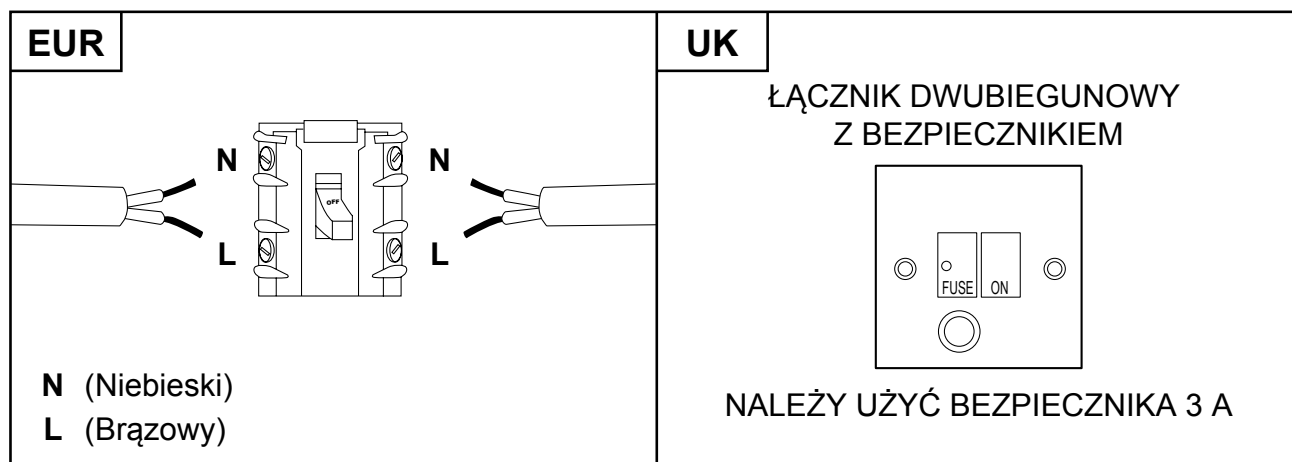 EUR
N
N
OFF
L
L
N (Niebieski)
L (Brązowy)
UK
ŁĄCZNIK DWUBIEGUNOWY
Z BEZPIECZNIKIEM
FUSE ON
NALEŻY UŻYĆ BEZPIECZNIKA 3 A